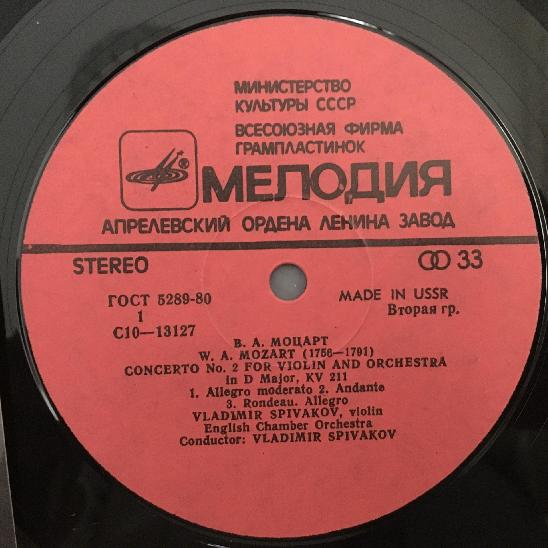 МИНИСТЕРСТВО
КУЛЬТУРЫ СССР
ВСЕСОЮЗНАЯ ФИРМА
ГРАМПЛАСТИНОК
МЕЛОДИЯ
АПРЕЛЕВСКИЙ ОРДЕНА ЛЕНИНА ЗАВОД
STEREO
33
ГОСТ 5289-80
MADE IN USSR
1
Вторая гр.
С10—13127
В. А. МОЦАРТ
W. A. MOZART (1756—1791)
CONCERTO No. 2 FOR VIOLIN AND ORCHESTRA
in D Major, KV 211
1. Allegro moderato 2. Andante
3. Rondeau. Allegro
VLADIMIR SPIVAKOV, violin
English Chamber Orchestra
Conductor: VLADIMIR SPIVAKOV